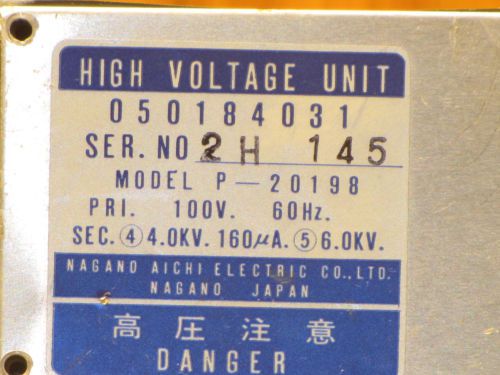 HIGH VOLTAGE UNIT
050184031
SER. NO 2H 145
MODEL P-20198
PRI. 100V. 60Hz.
SEC. ④ 4.0KV. 160μA. ⑤ 6.0KV.
NAGANO AICHI ELECTRIC CO.,LTD.
NAGANO JAPAN
高圧注意
DANGER